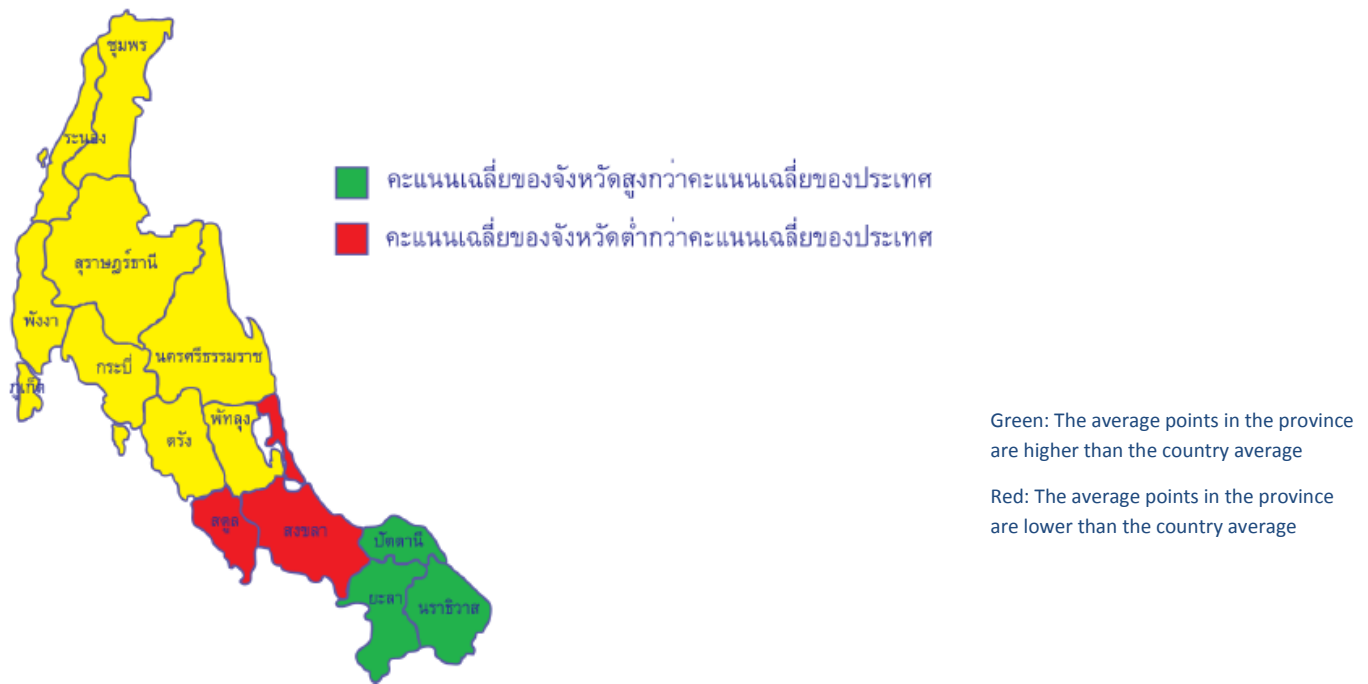 ชุมพร
ระนอง
คะแนนเฉลี่ยของจังหวัดสูงกว่าคะแนนเฉลี่ยของประเทศ
คะแนนเฉลี่ยของจังหวัดต่ำกว่าคะแนนเฉลี่ยของประเทศ
สุราษฎร์ธานี
พังงา
นตรศรีธรรมราช
กระบี่
ภูเก็ต
พัทลุง
ตรัง
Green: The average points in the province
are higher than the country average
Red: The average points in the province
are lower than the country average
สตูล
สงขลา
ปัตตานี
ยะลา
นราธิวาส